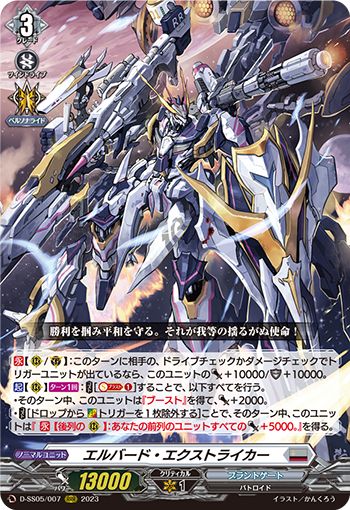 3
グレード
ツインドライブ
ペルソナライド
勝利を掴み平和を守る。それが我等の揺るがぬ使命!
永【】:このターンに相手の、ドライブチェックかダメージチェックでト
リガーユニットが出ているなら、このユニットの+10000/+10000。
起【】ターン1回:【1】することで、以下すべてを行う。
・そのターン中、このユニットは『ブースト』を得て、+2000。
・【ドロップからトリガーを1枚除外する】ことで、そのターン中、このユニ
ットは『永【後列の】:あなたの前列のユニットすべての+5000。』を得る。
ノーマルユニット
エルバード・エクストライカー
パワー
13000
クリティカル
1
ブラントゲート
バトロイド
D-SS05/007
RRR
2023
イラスト/かんくろう